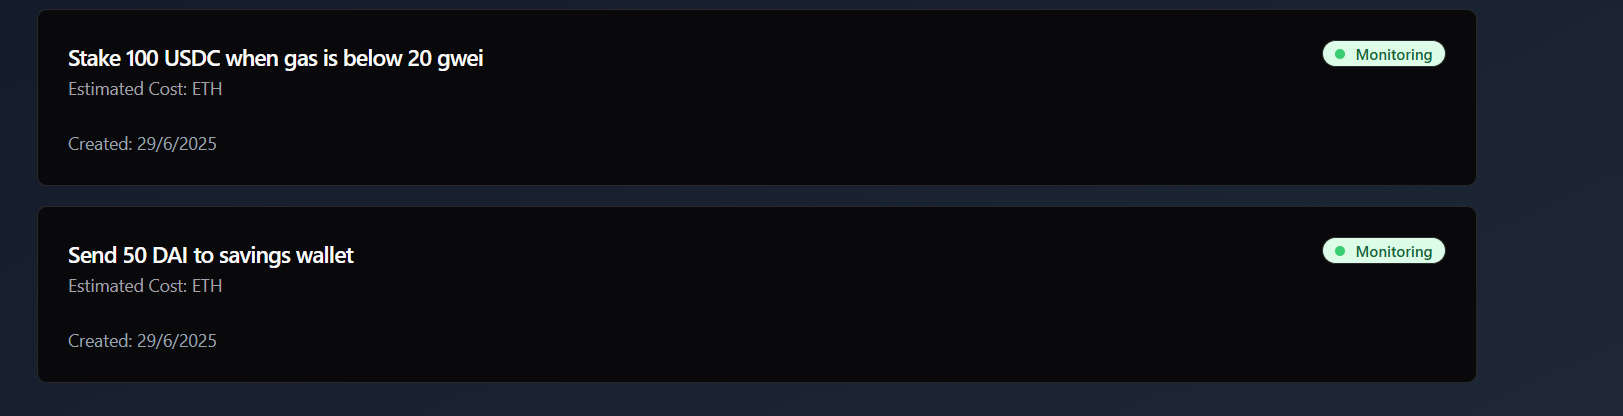 Stake 100 USDC when gas is below 20 gwei
Monitoring
Estimated Cost: ETH
Created: 29/6/2025
Send 50 DAI to savings wallet
Monitoring
Estimated Cost: ETH
Created: 29/6/2025